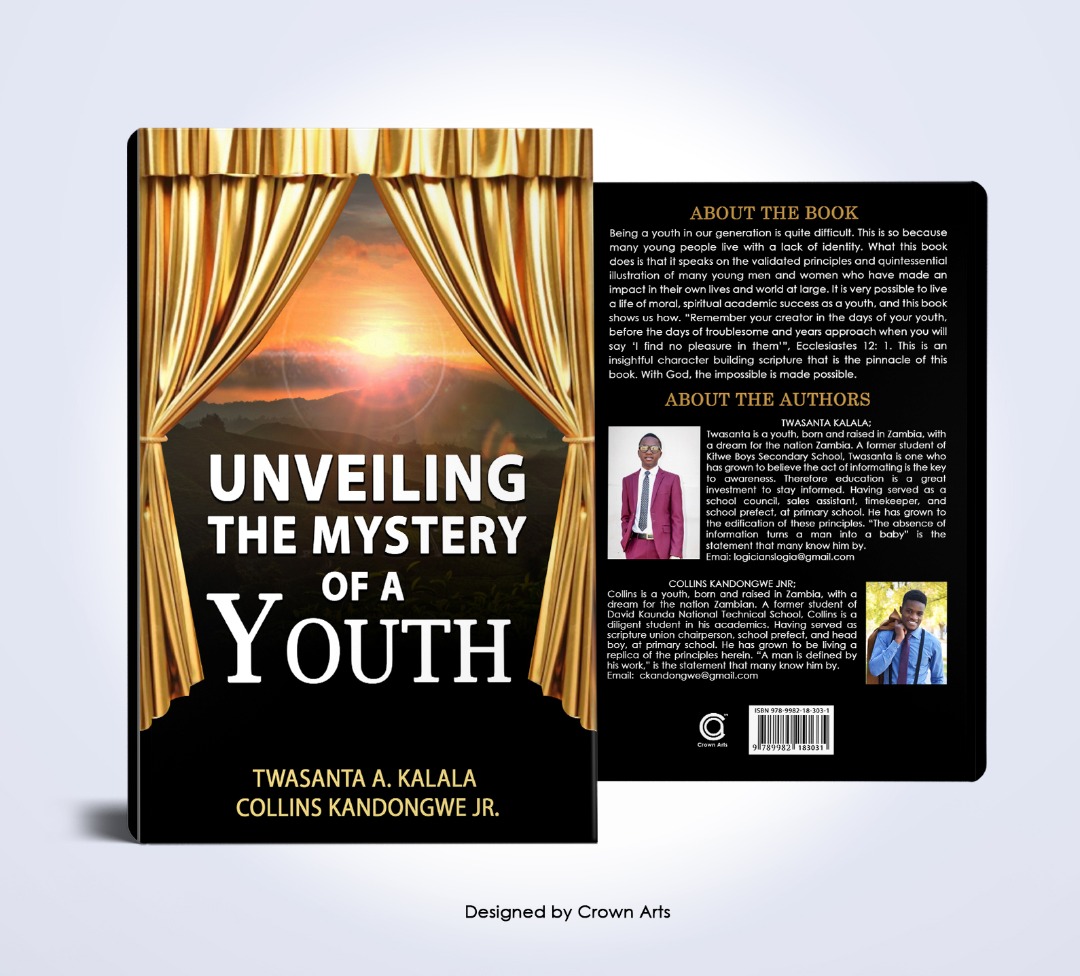 UNVEILING
THE MYSTERY
OF A
YOUTH
TWASANTA A. KALALA
COLLINS KANDONGWE JR.
ABOUT THE BOOK
Being a youth in our generation is quite difficult. This is so because
many young people live with a lack of identity. What this book
does is that it speaks on the validated principles and quintessential
illustration of many young men and women who have made an
impact in their own lives and world at large. It is very possible to live
a life of moral, spiritual academic success as a youth, and this book
shows us how. “Remember your creator in the days of your youth,
before the days of troublesome and years approach when you will
say ‘I find no pleasure in them’”, Ecclesiastes 12: 1. This is an
insightful character building scripture that is the pinnacle of this
book. With God, the impossible is made possible.
ABOUT THE AUTHORS
TWASANTA KALALA;
Twasanta is a youth, born and raised in Zambia, with
a dream for the nation Zambia. A former student of
Kitwe Boys Secondary School, Twasanta is one who
has grown to believe the act of informating is the key
to awareness. Therefore education is a great
investment to stay informed. Having served as a
school council, sales assistant, timekeeper, and
school prefect, at primary school. He has grown to
the edification of these principles. “The absence of
information turns a man into a baby” is the
statement that many know him by.
Emai: logicianslogia@gmail.com
COLLINS KANDONGWE JNR;
Collins is a youth, born and raised in Zambia, with a
dream for the nation Zambian. A former student of
David Kaunda National Technical School, Collins is a
diligent student in his academics. Having served as
scripture union chairperson, school prefect, and head
boy, at primary school. He has grown to be living a
replica of the principles herein. “A man is defined by
his work,” is the statement that many know him by.
Email: ckandongwe@gmail.com
Crown Arts
ISBN 978-9982-18-303-1
9 789982 183031
Designed by Crown Arts